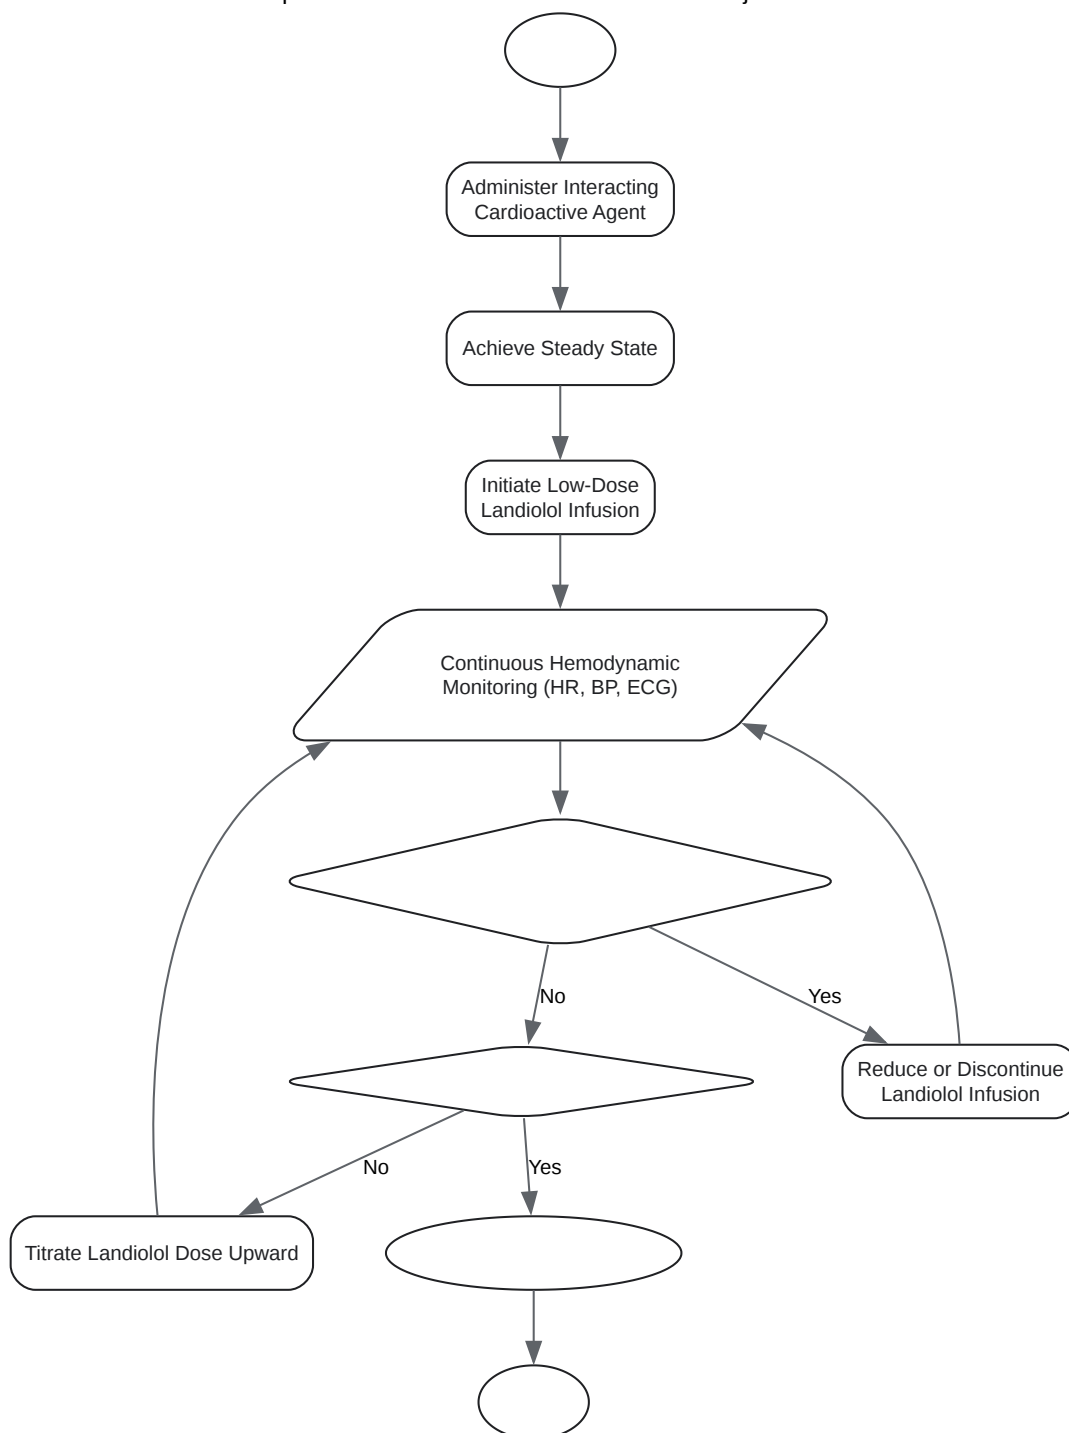 Administer Interacting
Cardioactive Agent
Achieve Steady State
Initiate Low-Dose
Landiolol Infusion
Continuous Hemodynamic
Monitoring (HR, BP, ECG)
No
Yes
Reduce or Discontinue
Landiolol Infusion
No
Yes
Titrate Landiolol Dose Upward